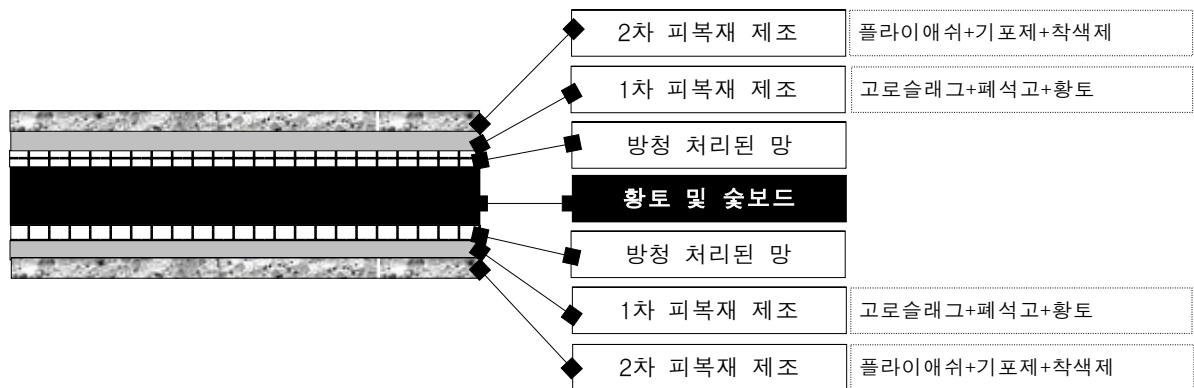 2차 피복재 제조 플라이애쉬+기포제+착색제
1차 피복재 제조 고로슬래그+폐석고+황토
방청 처리된 망
황토 및 숯보드
방청 처리된 망
1차 피복재 제조 고로슬래그+폐석고+황토
2차 피복재 제조 플라이애쉬+기포제+착색제